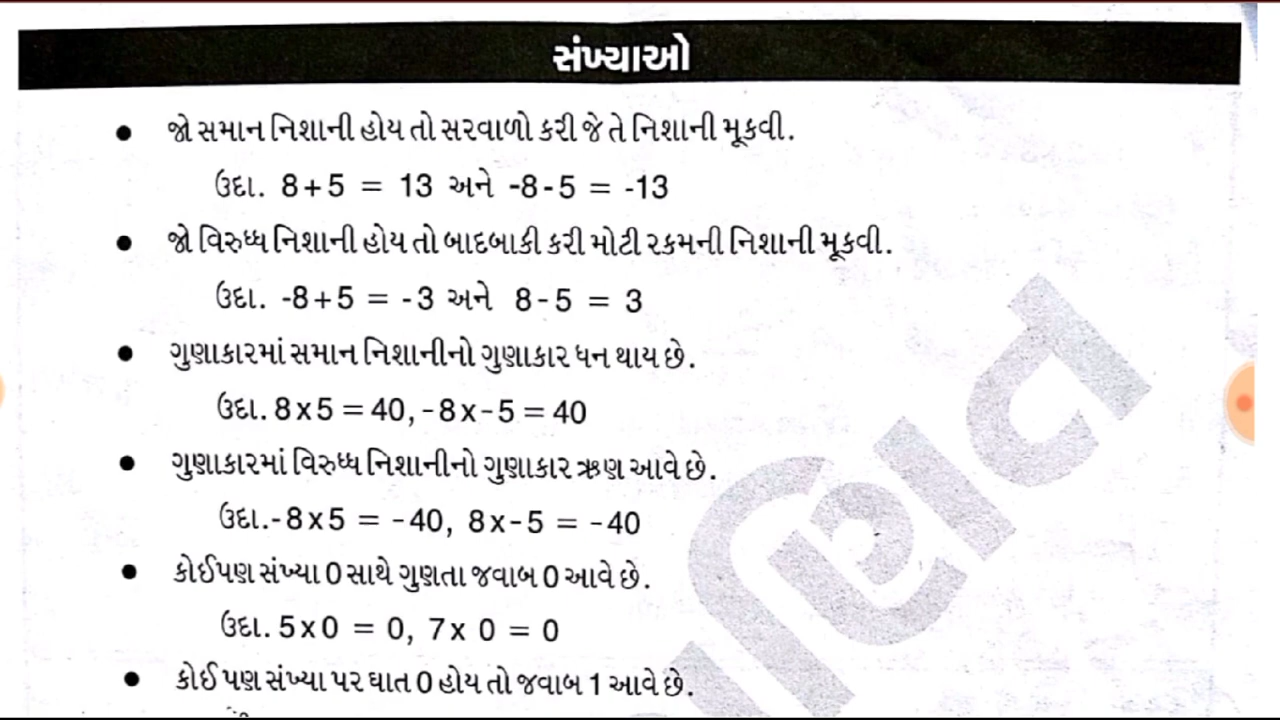 સંખ્યાઓ
● જો સમાન નિશાની હોય તો સરવાળો કરી જે તે નિશાની મૂકવી.
ઉદા. 8+5 = 13 અને -8-5 = -13
● જો વિરુધ્ધ નિશાની હોય તો બાદબાકી કરી મોટી રકમની નિશાની મૂકવી.
ઉદા. -8+5 = -3 અને 8-5 = 3
● ગુણાકારમાં સમાન નિશાનીનો ગુણાકાર ધન થાય છે.
ઉદા. 8x5 = 40, -8x-5 = 40
● ગુણાકારમાં વિરુધ્ધ નિશાનીનો ગુણાકાર ઋણ આવે છે.
ઉદા.-8x5 = -40, 8x-5 = -40
● કોઈપણ સંખ્યા 0 સાથે ગુણતા જવાબ 0 આવે છે.
ઉદા. 5x0 = 0, 7x 0 = 0
● કોઈ પણ સંખ્યા પર ઘાત 0 હોય તો જવાબ 1 આવે છે.